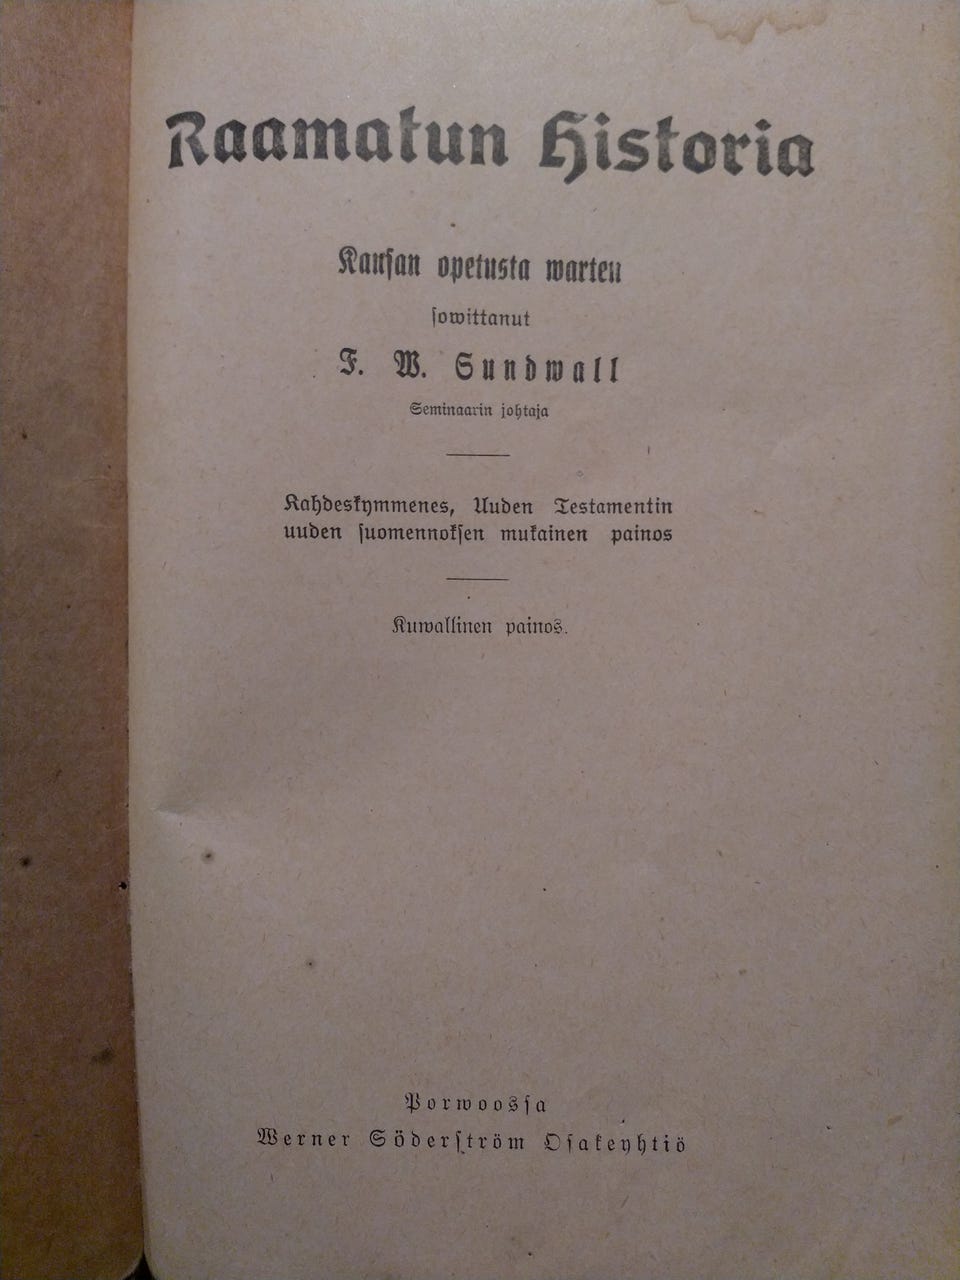 Raamatun Historia
Kansan opetusta warten
sowittanut
F. W. Sundwall
Seminaarin johtaja
Kahdeskymmenes, Uuden Testamentin
uuden suomennoksen mukainen painos
Kuwallinen painos.
Porwoossa
Werner Söderström Osakeyhtiö